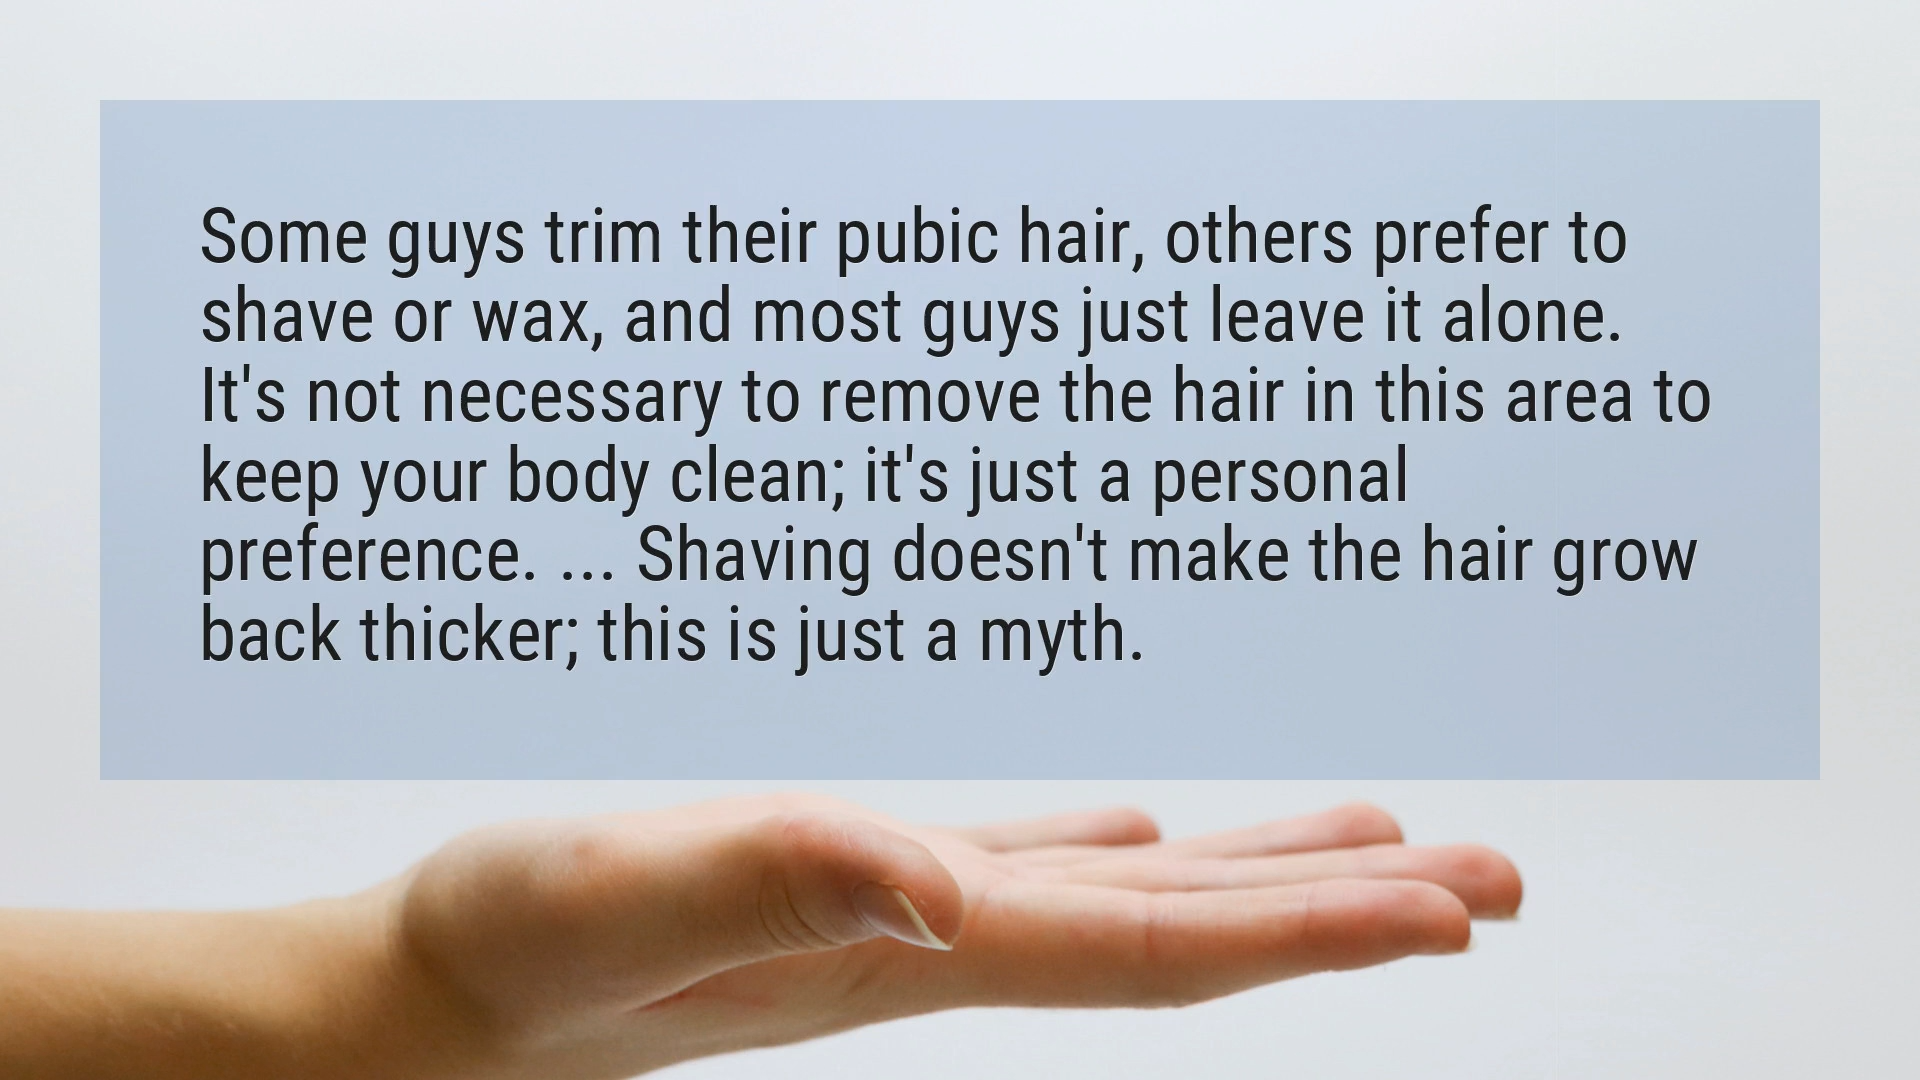 Some guys trim their pubic hair, others prefer to
shave or wax, and most guys just leave it alone.
It's not necessary to remove the hair in this area to
keep your body clean; it's just a personal
preference. ... Shaving doesn't make the hair grow
back thicker; this is just a myth.